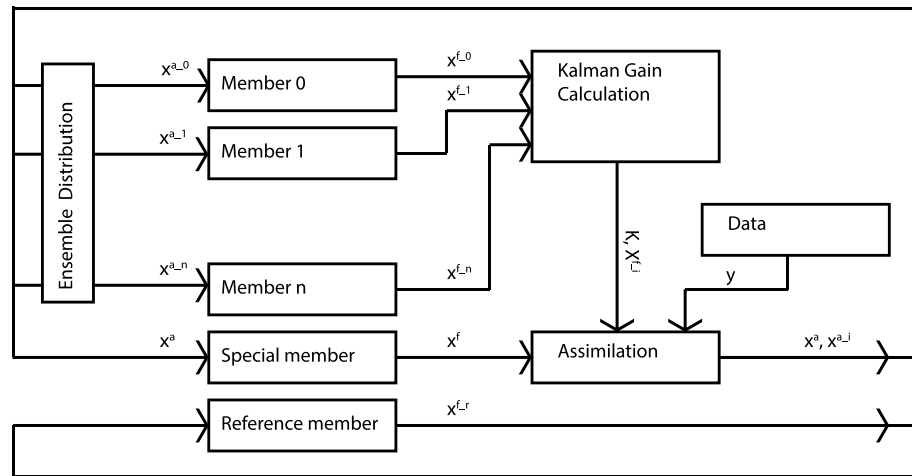 x^a_0
Member 0
x^f_0
Kalman Gain
Calculation
x^f_1
x^a_1
Member 1
Ensemble Distribution
K, X^f_i
Data
x^a_n
Member n
x^f_n
y
x^a
Special member
x^f
Assimilation
x^a, x^a_i
Reference member
x^f_r